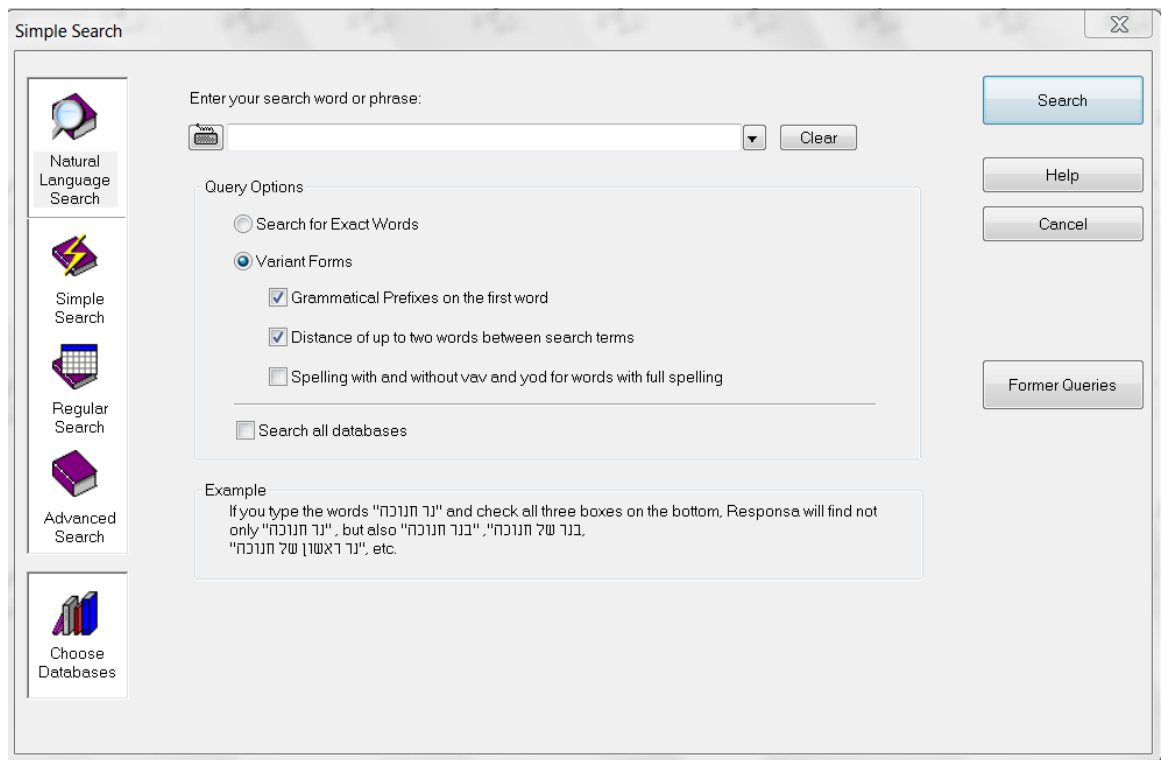 Simple Search
Natural
Language
Search
Simple
Search
Regular
Search
Advanced
Search
Choose
Databases
Enter your search word or phrase:
Clear
Query Options
Search for Exact Words
Variant Forms
Grammatical Prefixes on the first word
Distance of up to two words between search terms
Spelling with and without vav and yod for words with full spelling
Search all databases
Example
If you type the words "נר חנוכה" and check all three boxes on the bottom, Responsa will find not
only "נר חנוכה" , but also "בנר חנוכה", "בנר של חנוכה,
"נר ראשון של חנוכה", etc.
Search
Help
Cancel
Former Queries